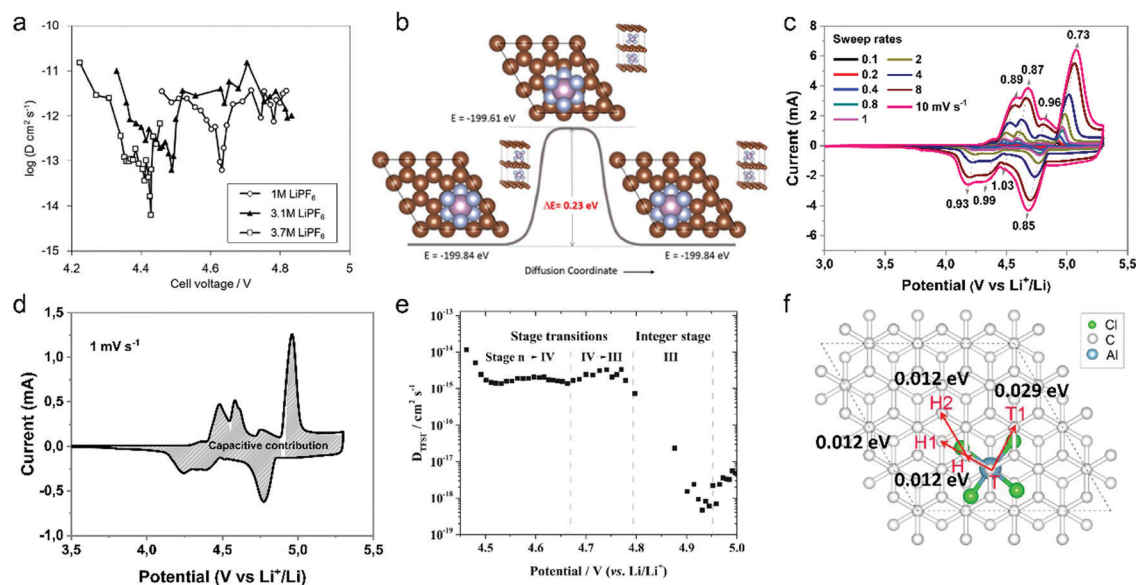 a
-10
-11
-12
-13
-14
-15
log (D cm² s⁻¹)
1M LiPF₆
3.1M LiPF₆
3.7M LiPF₆
4.2 4.4 4.6 4.8 5
Cell voltage / V
b
E = -199.61 eV
ΔE= 0.23 eV
E = -199.84 eV
E = -199.84 eV
Diffusion Coordinate
c
Sweep rates
0.1 2
0.2 4
0.4 6
0.8 8
1 10 mV s⁻¹
0.73
0.89 0.87
0.96
0.93
0.99
1.03
0.85
8
6
4
2
0
-2
-4
-6
Current (mA)
3,0 3,5 4,0 4,5 5,0
Potential (V vs Li⁺/Li)
d
1 mV s⁻¹
Capacitive contribution
1,5
1,0
0,5
0,0
-0,5
-1,0
Current (mA)
3,5 4,0 4,5 5,0 5,5
Potential (V vs Li⁺/Li)
e
10⁻¹³
10⁻¹⁴
10⁻¹⁵
10⁻¹⁶
10⁻¹⁷
10⁻¹⁸
10⁻¹⁹
D_TFSI⁻ / cm² s⁻¹
Stage transitions Integer stage
Stage n ► IV IV ► III III
4.5 4.6 4.7 4.8 4.9 5.0
Potential / V (vs. Li/Li⁺)
f
Cl
C
Al
0.012 eV
0.029 eV
H2
T1
0.012 eV
H1
H
0.012 eV
T